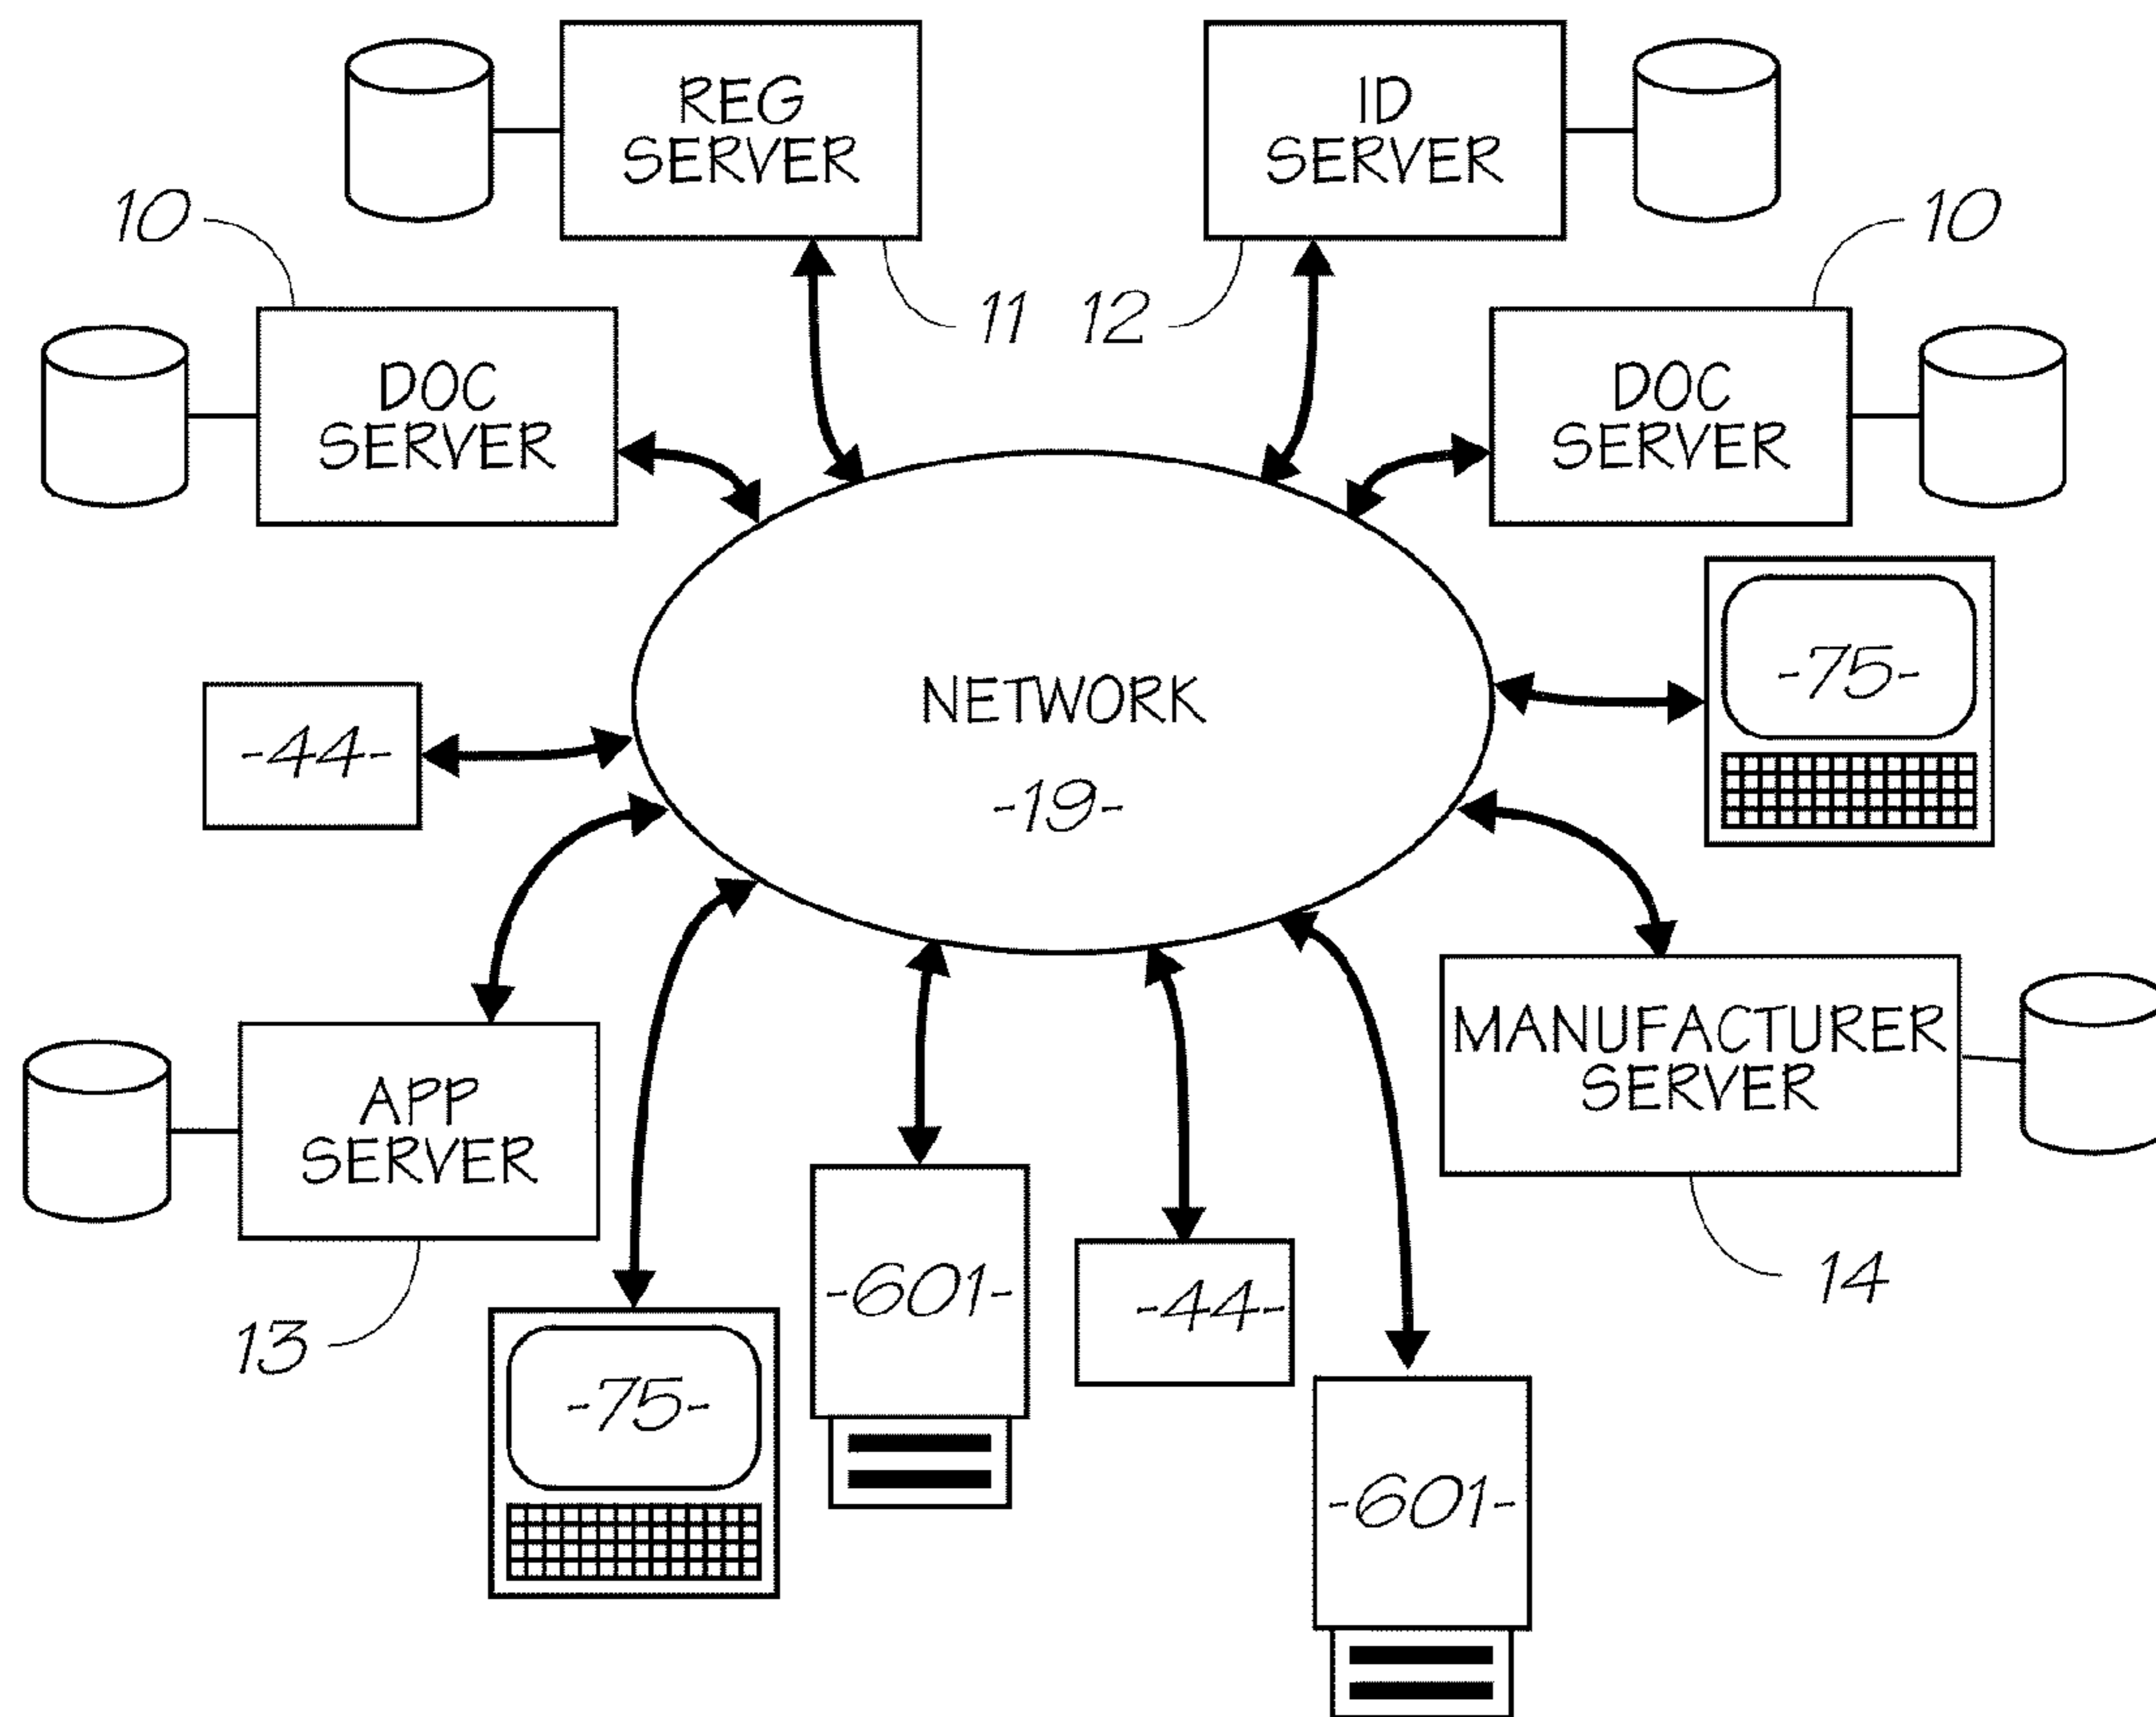 REG
SERVER
ID
SERVER
10
10
11
12
DOC
SERVER
DOC
SERVER
-75-
NETWORK
-19-
-44-
MANUFACTURER
SERVER
APP
SERVER
-601-
-44-
14
13
-75-
-601-